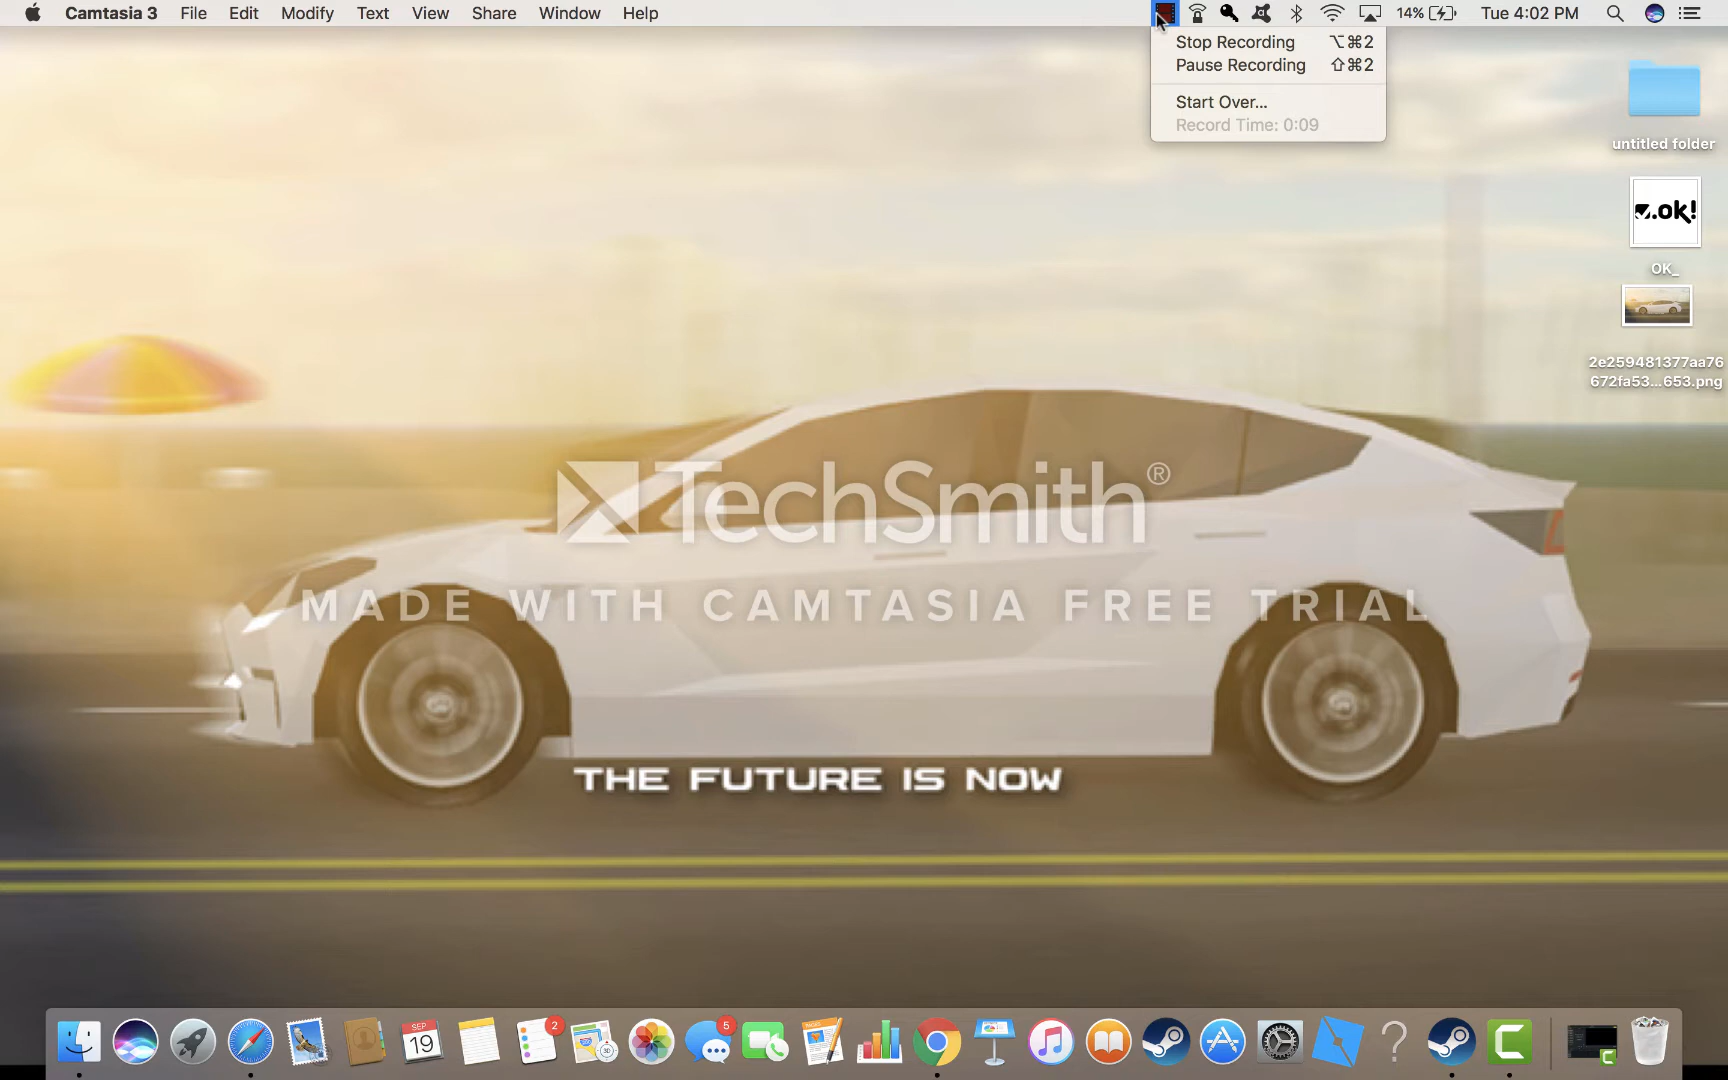 Camtasia 3 File Edit Modify Text View Share Window Help 14% Tue 4:02 PM
Stop Recording ⌥⌘2
Pause Recording ⇧⌘2
Start Over...
Record Time: 0:09
untitled folder
.ok!
OK_
2e259481377aa76
672fa53...653.png
TechSmith®
MADE WITH CAMTASIA FREE TRIAL
THE FUTURE IS NOW
SEP
19
2
3D
5
PAGES
?